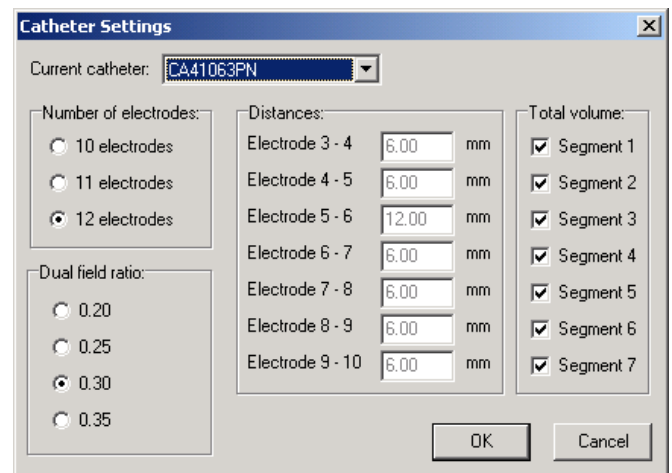 Catheter Settings
Current catheter: CA41063PN
Number of electrodes:
10 electrodes
11 electrodes
12 electrodes
Dual field ratio:
0.20
0.25
0.30
0.35
Distances:
Electrode 3 - 4 6.00 mm
Electrode 4 - 5 6.00 mm
Electrode 5 - 6 12.00 mm
Electrode 6 - 7 6.00 mm
Electrode 7 - 8 6.00 mm
Electrode 8 - 9 6.00 mm
Electrode 9 - 10 6.00 mm
Total volume:
Segment 1
Segment 2
Segment 3
Segment 4
Segment 5
Segment 6
Segment 7
OK Cancel